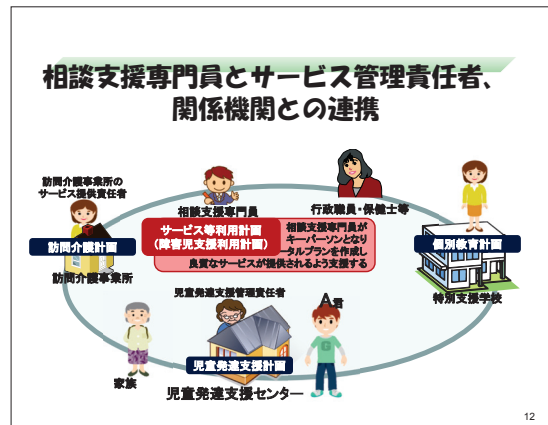 相談支援専門員とサービス管理責任者、
関係機関との連携
訪問介護事業所の
サービス提供責任者
訪問介護計画
訪問介護事業所
相談支援専門員
行政職員・保健士等
サービス等利用計画
(障害児支援利用計画)
相談支援専門員が
キーパーソンとなり
ータルプランを作成し
良質なサービスが提供されるよう支援する
個別教育計画
特別支援学校
児童発達支援管理責任者
A君
家族
児童発達支援計画
児童発達支援センター
G
12